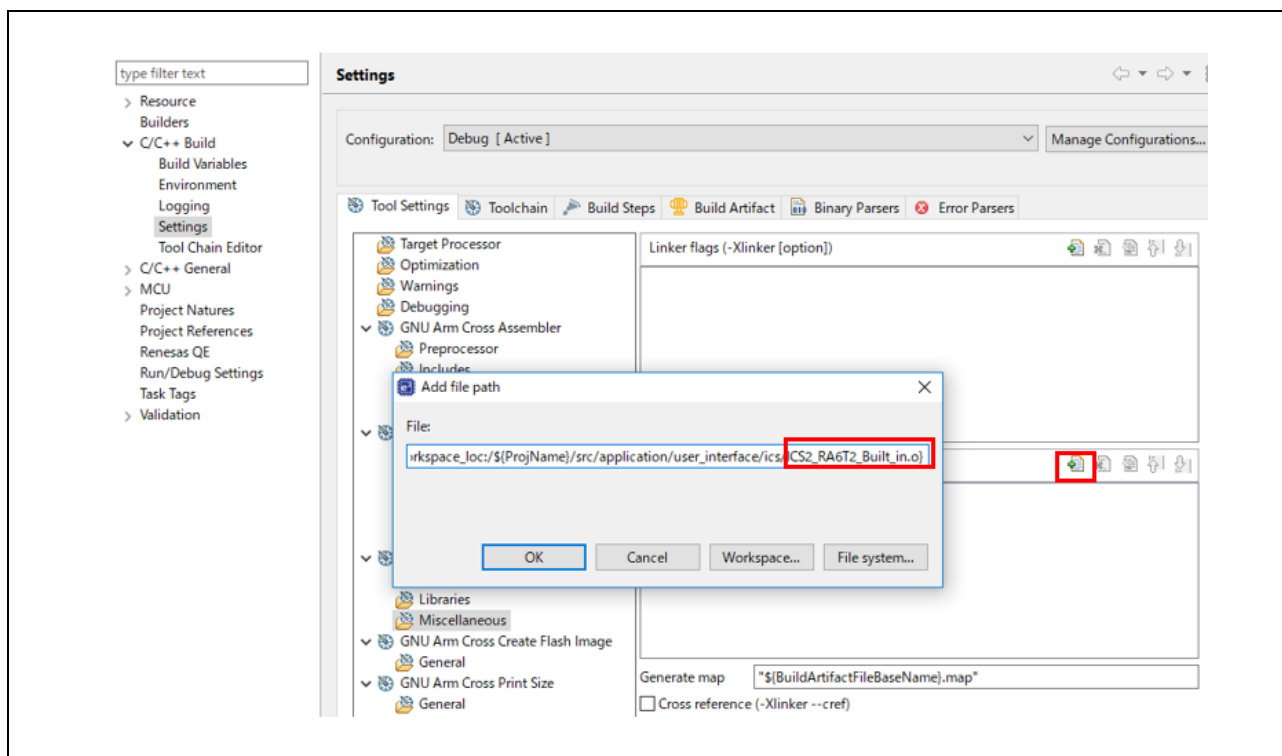 type filter text
Resource
Builders
C/C++ Build
Build Variables
Environment
Logging
Settings
Tool Chain Editor
C/C++ General
MCU
Project Natures
Project References
Renesas QE
Run/Debug Settings
Task Tags
Validation
Settings
Configuration: Debug [ Active ] Manage Configurations...
Tool Settings Toolchain Build Steps Build Artifact Binary Parsers Error Parsers
Target Processor
Optimization
Warnings
Debugging
GNU Arm Cross Assembler
Preprocessor
Includes
Linker flags (-Xlinker [option])
Add file path
File:
rkspace_loc:/${ProjName}/src/application/user_interface/ics/ICS2_RA6T2_Built_in.o}
OK Cancel Workspace... File system...
Libraries
Miscellaneous
GNU Arm Cross Create Flash Image
General
GNU Arm Cross Print Size
General
Generate map "${BuildArtifactFileBaseName}.map"
Cross reference (-Xlinker --cref)